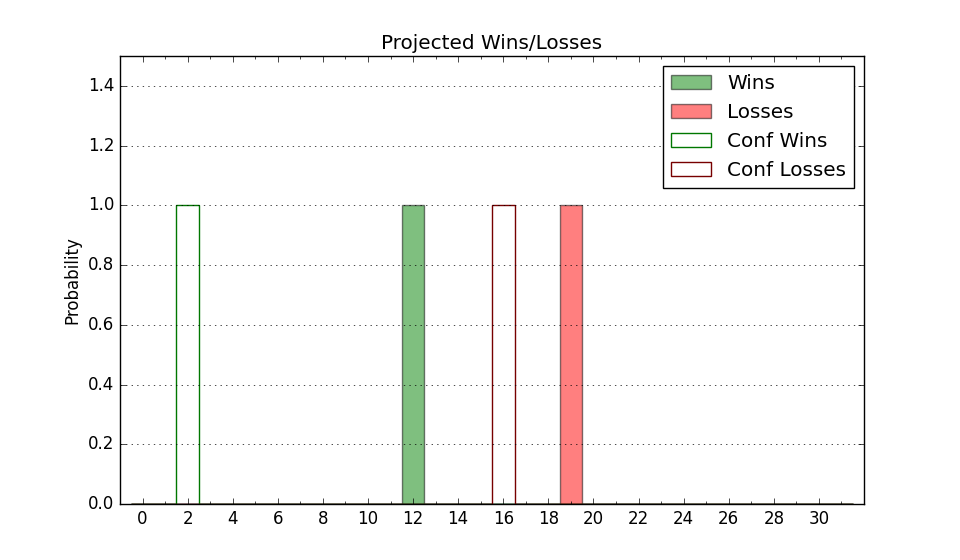 Projected Wins/Losses
Wins
Losses
Conf Wins
Conf Losses
Probability
1.4
1.2
1.0
0.8
0.6
0.4
0.2
0.0
0 2 4 6 8 10 12 14 16 18 20 22 24 26 28 30